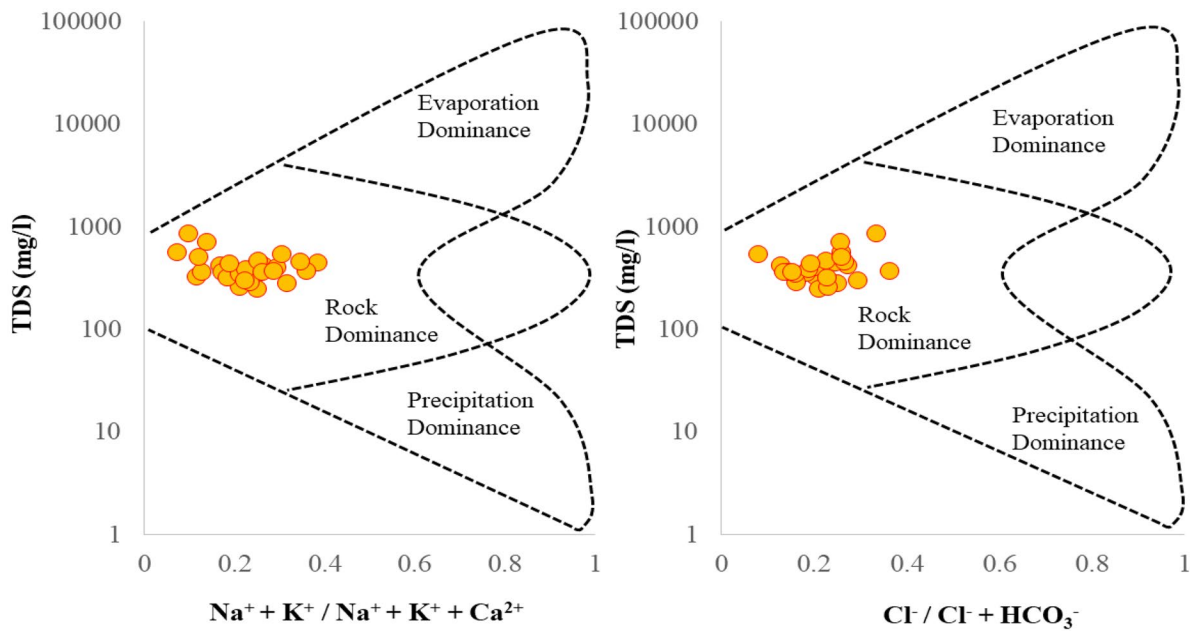 100000
10000
1000
100
10
1
TDS (mg/l)
Evaporation
Dominance
Rock
Dominance
Precipitation
Dominance
0
0.2
0.4
0.6
0.8
1
Na⁺ + K⁺ / Na⁺ + K⁺ + Ca²⁺
100000
10000
1000
100
10
1
TDS (mg/l)
Evaporation
Dominance
Rock
Dominance
Precipitation
Dominance
0
0.2
0.4
0.6
0.8
1
Cl⁻ / Cl⁻ + HCO₃⁻